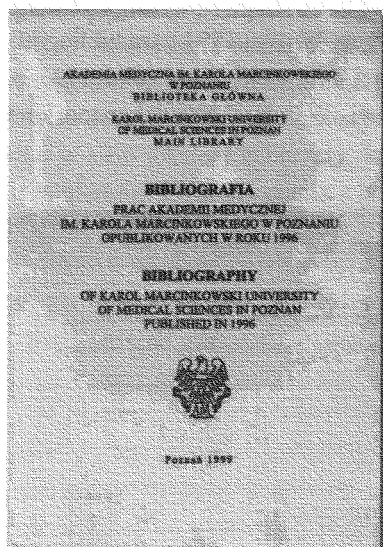 AKADEMIA MEDYCZNA IM. KAROLA MARCINKOWSKIEGO
W POZNANIU
BIBLIOTEKA GŁÓWNA
KAROL MARCINKOWSKI UNIVERSITY
OF MEDICAL SCIENCES IN POZNAN
MAIN LIBRARY
BIBLIOGRAFIA
PRAC AKADEMII MEDYCZNEJ
IM. KAROLA MARCINKOWSKIEGO W POZNANIU
OPUBLIKOWANYCH W ROKU 1996
BIBLIOGRAPHY
OF KAROL MARCINKOWSKI UNIVERSITY
OF MEDICAL SCIENCES IN POZNAN
PUBLISHED IN 1996
Poznań 1999